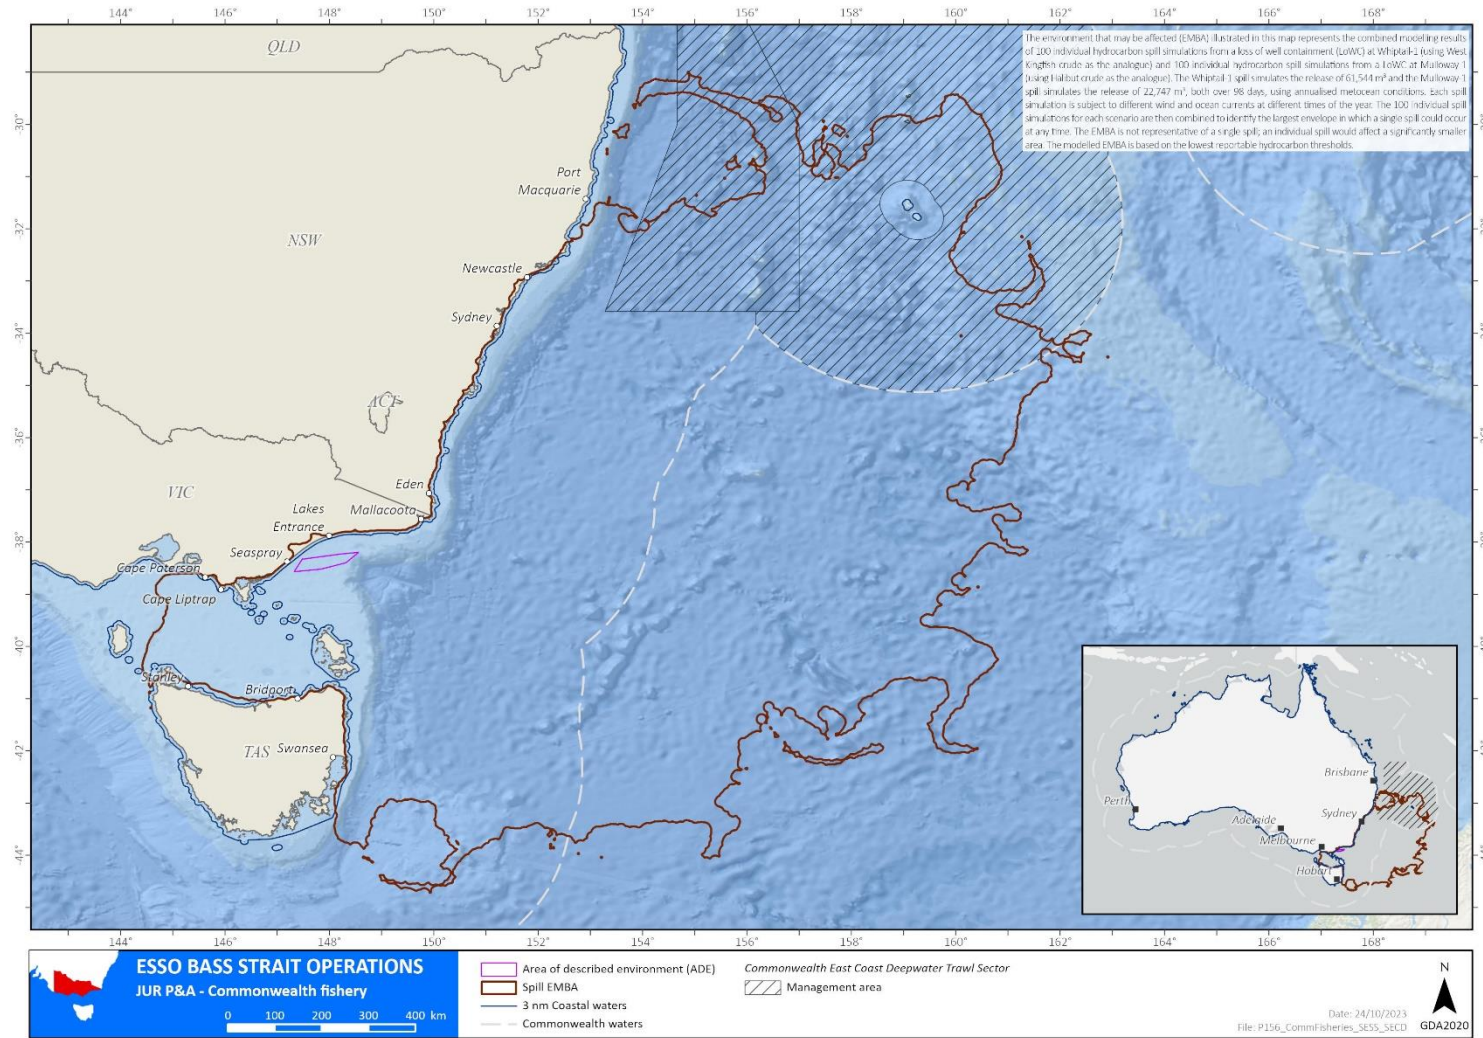 144° 146° 148° 150° 152° 154° 156° 158° 160° 162° 164° 166° 168°
The environment that may be affected (EMBA) illustrated in this map represents the combined modelling results
of 100 individual hydrocarbon spill simulations from a loss of well containment (LoWC) at Whiptail-1 (using West
Kingfish crude as the analogue) and 100 individual hydrocarbon spill simulations from a LoWC at Mulloway-1
(using Halibut crude as the analogue). The Whiptail-1 spill simulates the release of 61,544 m³ and the Mulloway-1
spill simulates the release of 22,747 m³, both over 98 days, using annualised metocean conditions. Each spill
simulation is subject to different wind and ocean currents at different times of the year. The 100 individual spill
simulations for each scenario are then combined to identify the largest envelope in which a single spill could occur
at any time. The EMBA is not representative of a single spill; an individual spill would affect a significantly smaller
area. The modelled EMBA is based on the lowest reportable hydrocarbon thresholds.
QLD
30°
30°
Port
Macquarie
32°
32°
NSW
Newcastle
Sydney
34°
34°
ACT
36°
36°
Eden
VIC
Mallacoota
Lakes
Entrance
38°
38°
Seaspray
Cape Paterson
Cape Liptrap
40°
40°
Stanley
Bridport
42°
42°
TAS
Swansea
44°
44°
Brisbane
Perth
Sydney
Adelaide
Melbourne
Hobart
144° 146° 148° 150° 152° 154° 156° 158° 160° 162° 164° 166° 168°
ESSO BASS STRAIT OPERATIONS
JUR P&A - Commonwealth fishery
0 100 200 300 400 km
Area of described environment (ADE)
Spill EMBA
3 nm Coastal waters
Commonwealth waters
Commonwealth East Coast Deepwater Trawl Sector
Management area
N
Date: 24/10/2023
File: P156_CommFisheries_SESS_SECD
GDA2020